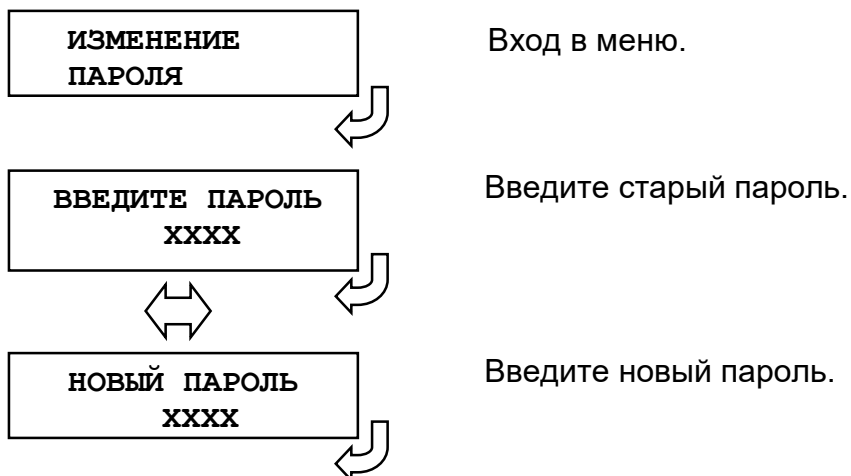 ИЗМЕНЕНИЕ
ПАРОЛЯ
Вход в меню.
ВВЕДИТЕ ПАРОЛЬ
XXXX
Введите старый пароль.
НОВЫЙ ПАРОЛЬ
XXXX
Введите новый пароль.